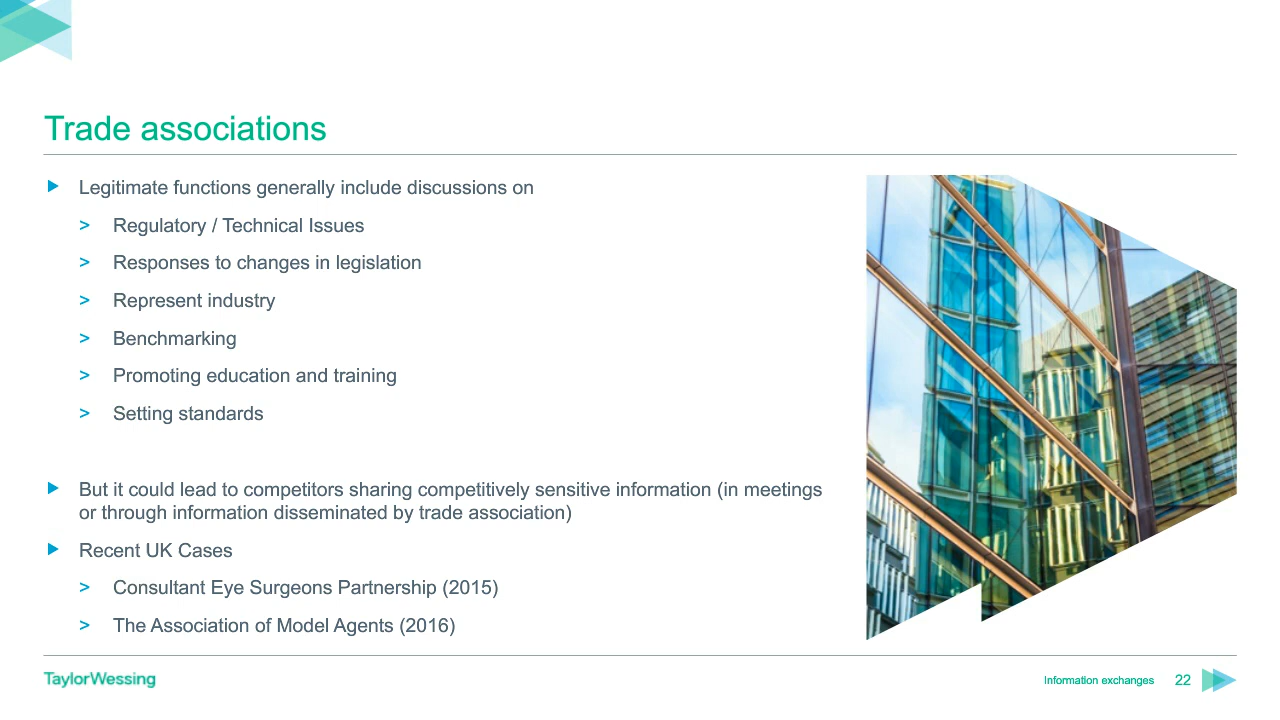 Trade associations
Legitimate functions generally include discussions on
> Regulatory / Technical Issues
> Responses to changes in legislation
> Represent industry
> Benchmarking
> Promoting education and training
> Setting standards
But it could lead to competitors sharing competitively sensitive information (in meetings
or through information disseminated by trade association)
Recent UK Cases
> Consultant Eye Surgeons Partnership (2015)
> The Association of Model Agents (2016)
TaylorWessing
Information exchanges 22